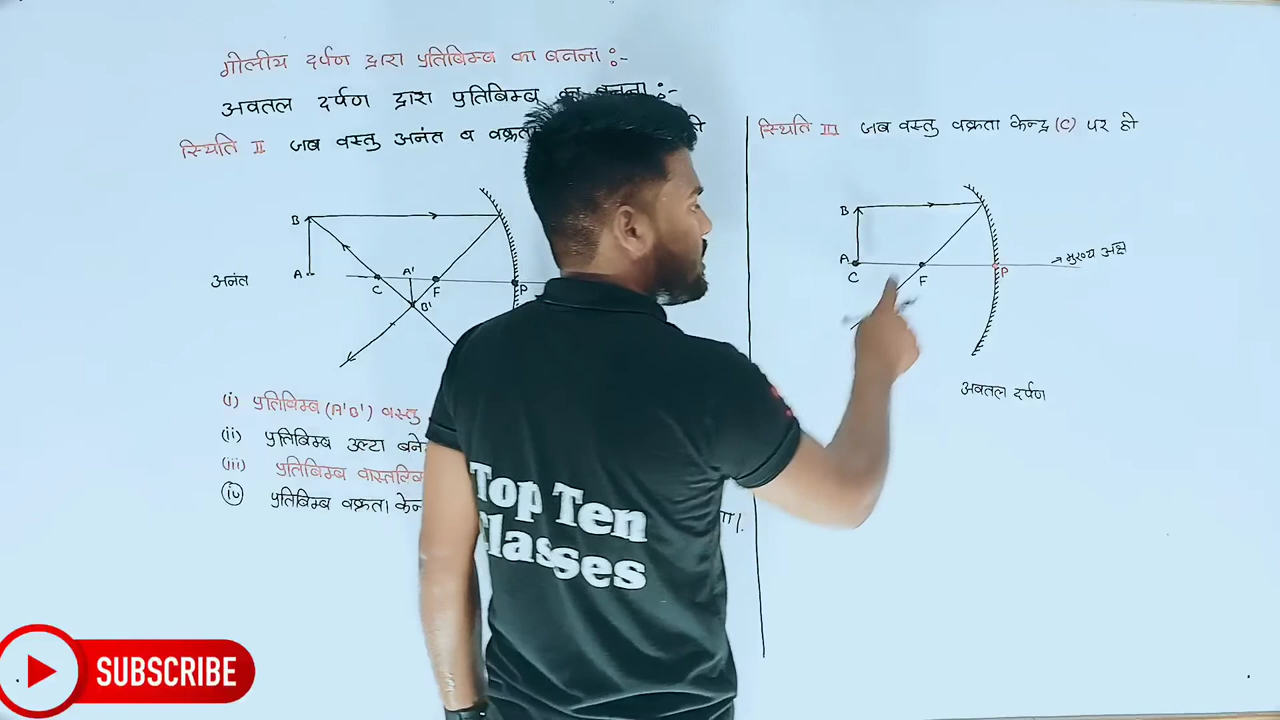 गोलीय दर्पण द्वारा प्रतिबिम्ब का बनना :-
अवतल दर्पण द्वारा प्रतिबिम्ब का बनना :-
स्थिति II जब वस्तु अनंत व
B
A
अनंत
C
A'
F
B'
P
(i) प्रतिबिम्ब (A'B') वस्तु
(ii) प्रतिबिम्ब उल्टा
(iii) प्रतिबिम्ब
(iv) प्रतिबिम्ब वक्रता
स्थिति III जब वस्तु वक्रता केन्द्र (C) पर हो
B
A
C
F
P
→ मुख्य अक्ष
अवतल दर्पण
Top Ten
Classes
SUBSCRIBE